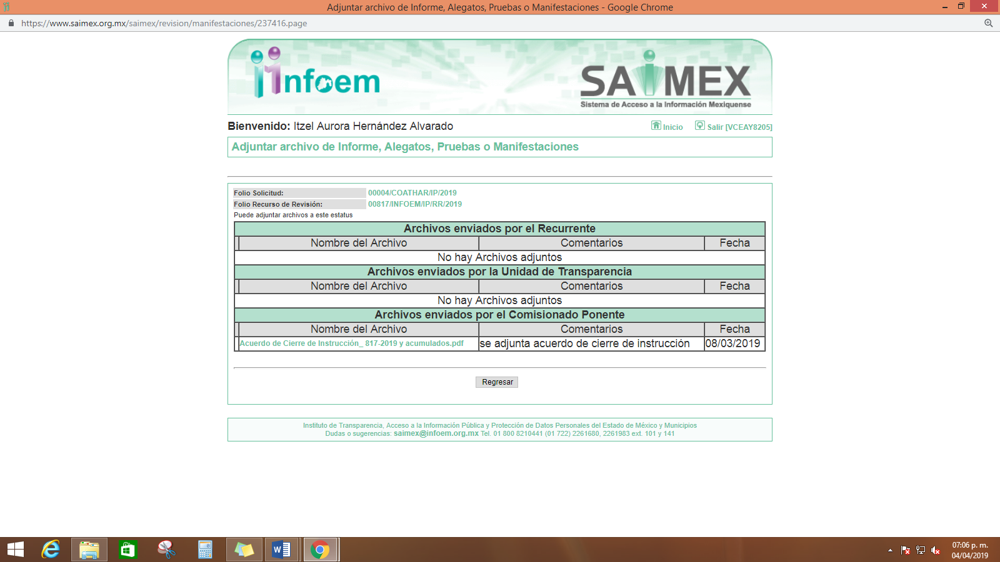 Adjuntar archivo de Informe, Alegatos, Pruebas o Manifestaciones - Google Chrome
https://www.saimex.org.mx/saimex/revision/manifestaciones/237416.page
infoem
SAIMEX
Sistema de Acceso a la Información Mexiquense
Bienvenido: Itzel Aurora Hernández Alvarado
Inicio Salir [VCEAY8205]
Adjuntar archivo de Informe, Alegatos, Pruebas o Manifestaciones
Folio Solicitud: 00004/COATHAR/IP/2019
Folio Recurso de Revisión: 00817/INFOEM/IP/RR/2019
Puede adjuntar archivos a este estatus
Archivos enviados por el Recurrente
Nombre del Archivo Comentarios Fecha
No hay Archivos adjuntos
Archivos enviados por la Unidad de Transparencia
Nombre del Archivo Comentarios Fecha
No hay Archivos adjuntos
Archivos enviados por el Comisionado Ponente
Nombre del Archivo Comentarios Fecha
Acuerdo de Cierre de Instrucción_ 817-2019 y acumulados.pdf se adjunta acuerdo de cierre de instrucción 08/03/2019
Regresar
Instituto de Transparencia, Acceso a la Información Pública y Protección de Datos Personales del Estado de México y Municipios
Dudas o sugerencias: saimex@infoem.org.mx Tel. 01 800 8210441 (01 722) 2261680, 2261983 ext. 101 y 141
07:06 p. m.
04/04/2019